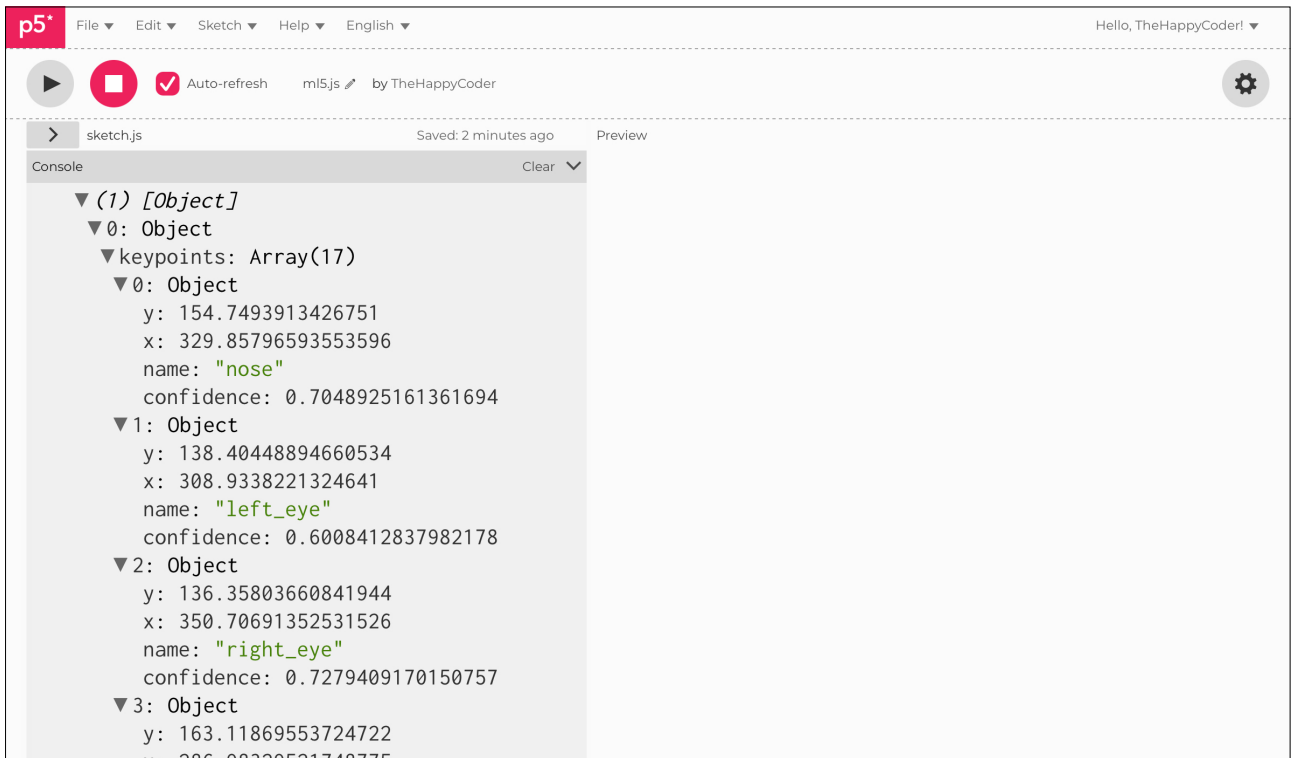 p5*
File Edit Sketch Help English Hello, TheHappyCoder!
Auto-refresh ml5.js by TheHappyCoder
sketch.js Saved: 2 minutes ago Preview
Console Clear
(1) [Object]
0: Object
keypoints: Array(17)
0: Object
y: 154.7493913426751
x: 329.85796593553596
name: "nose"
confidence: 0.7048925161361694
1: Object
y: 138.40448894660534
x: 308.9338221324641
name: "left_eye"
confidence: 0.6008412837982178
2: Object
y: 136.35803660841944
x: 350.70691352531526
name: "right_eye"
confidence: 0.7279409170150757
3: Object
y: 163.11869553724722